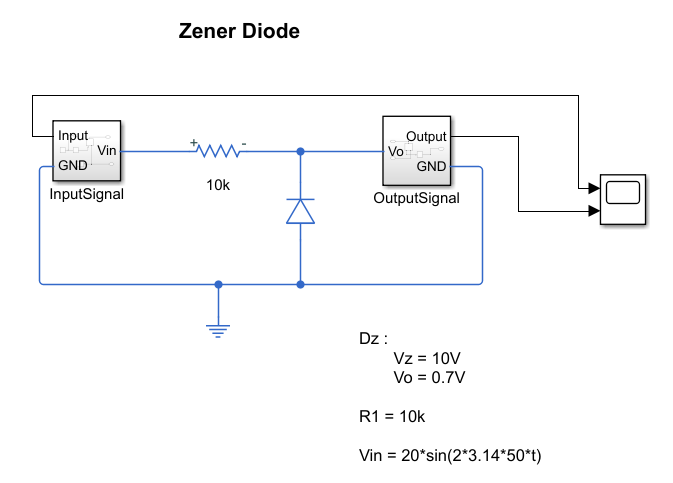 Zener Diode
Input
Vin
GND
InputSignal
+
-
10k
Output
Vo
GND
OutputSignal
Dz :
Vz = 10V
Vo = 0.7V
R1 = 10k
Vin = 20*sin(2*3.14*50*t)